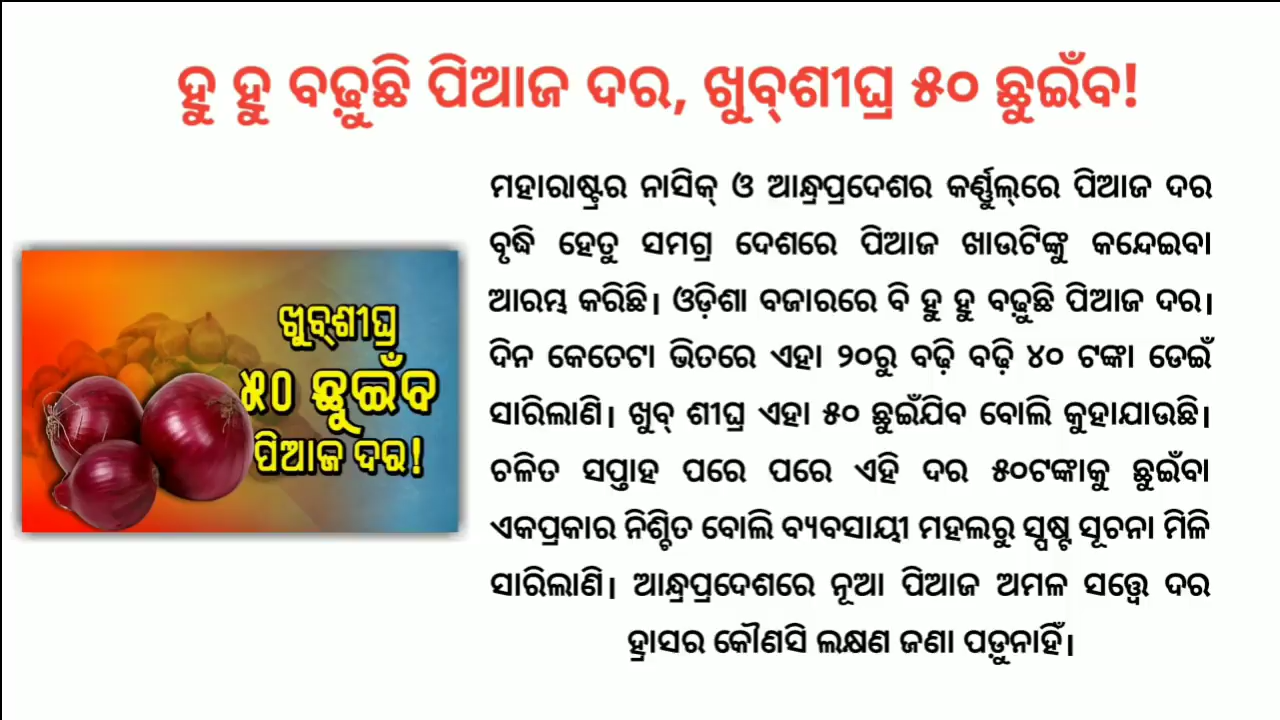 ହୁ ହୁ ବଢ଼ୁଛି ପିଆଜ ଦର, ଖୁବ୍‌ଶୀଘ୍ର ୫୦ ଛୁଇଁବ!
ଖୁବ୍‌ଶୀଘ୍ର
୫୦ ଛୁଇଁବ
ପିଆଜ ଦର!
ମହାରାଷ୍ଟ୍ରର ନାସିକ୍ ଓ ଆନ୍ଧ୍ରପ୍ରଦେଶର କର୍ଣ୍ଣୁଲ୍‌ରେ ପିଆଜ ଦର
ବୃଦ୍ଧି ହେତୁ ସମଗ୍ର ଦେଶରେ ପିଆଜ ଖାଉଟିଙ୍କୁ କନ୍ଦେଇବା
ଆରମ୍ଭ କରିଛି। ଓଡ଼ିଶା ବଜାରରେ ବି ହୁ ହୁ ବଢ଼ୁଛି ପିଆଜ ଦର।
ଦିନ କେତେଟା ଭିତରେ ଏହା ୨୦ରୁ ବଢ଼ି ବଢ଼ି ୪୦ ଟଙ୍କା ଡେଇଁ
ସାରିଲାଣି। ଖୁବ୍ ଶୀଘ୍ର ଏହା ୫୦ ଛୁଇଁଯିବ ବୋଲି କୁହାଯାଉଛି।
ଚଳିତ ସପ୍ତାହ ପରେ ପରେ ଏହି ଦର ୫୦ଟଙ୍କାକୁ ଛୁଇଁବା
ଏକପ୍ରକାର ନିଶ୍ଚିତ ବୋଲି ବ୍ୟବସାୟୀ ମହଲରୁ ସ୍ପଷ୍ଟ ସୂଚନା ମିଳି
ସାରିଲାଣି। ଆନ୍ଧ୍ରପ୍ରଦେଶରେ ନୂଆ ପିଆଜ ଅମଳ ସତ୍ତ୍ୱେ ଦର
ହ୍ରାସର କୌଣସି ଲକ୍ଷଣ ଜଣା ପଡ଼ୁନାହିଁ।